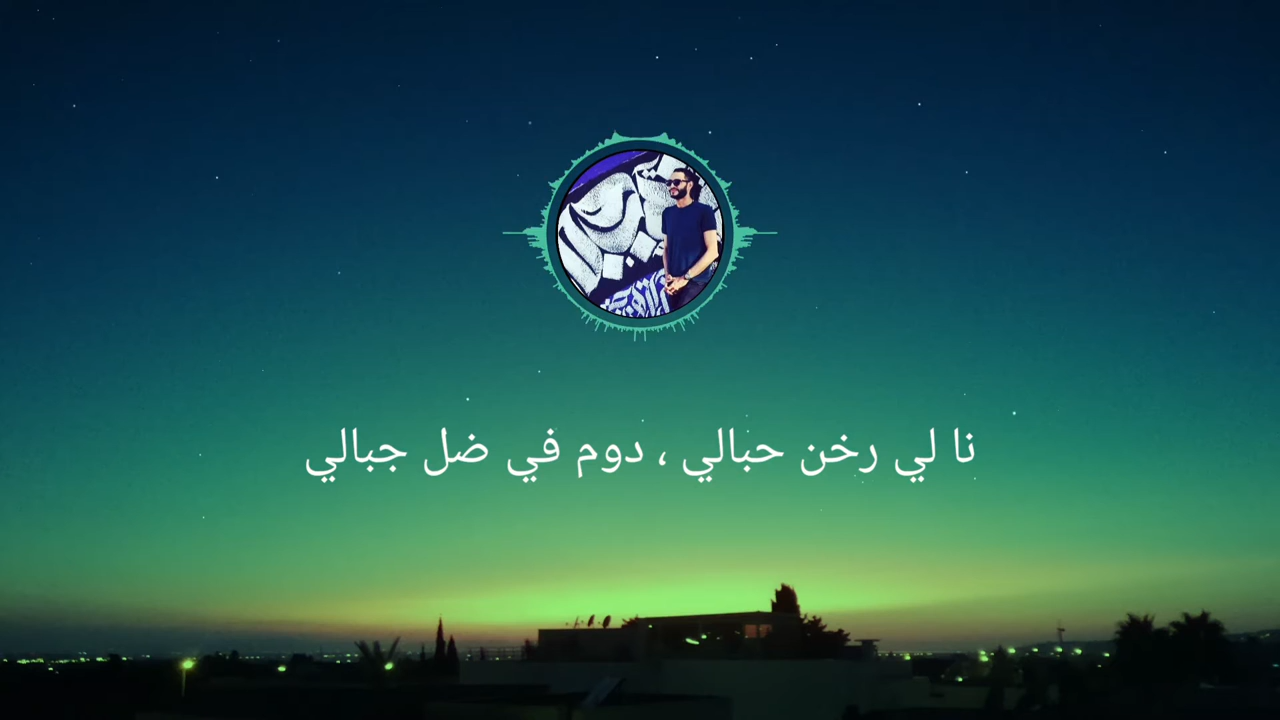 نا لي رخن حبالي ، دوم في ضل جبالي